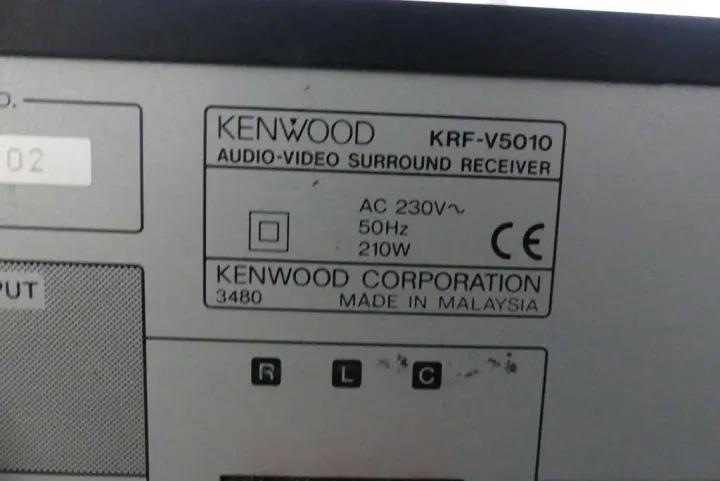 02
KENWOOD KRF-V5010
AUDIO-VIDEO SURROUND RECEIVER
AC 230V~
50Hz
210W
CE
KENWOOD CORPORATION
3480 MADE IN MALAYSIA
R L C